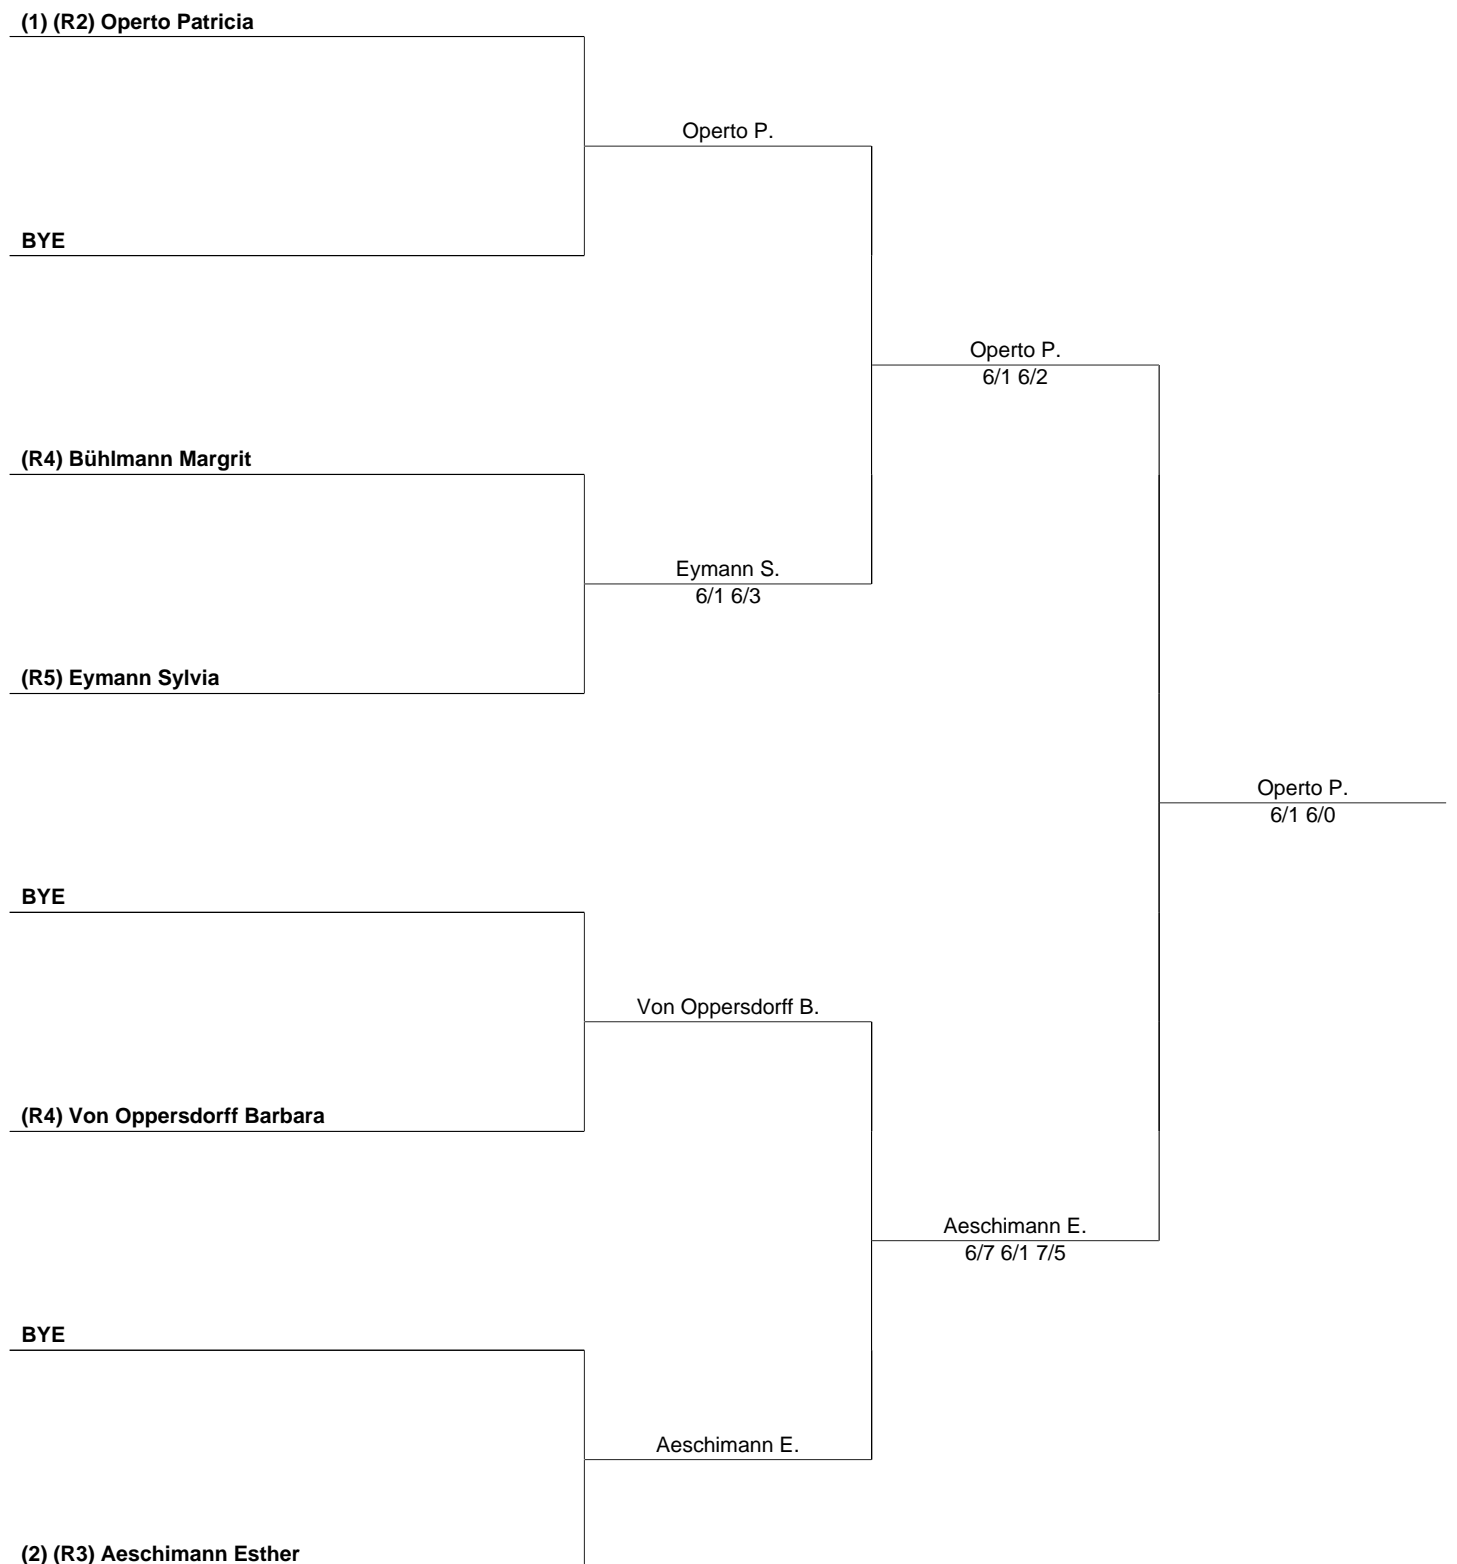 (1) (R2) Operto Patricia
Operto P.
BYE
Operto P.
6/1 6/2
(R4) Bühlmann Margrit
Eymann S.
6/1 6/3
(R5) Eymann Sylvia
Operto P.
6/1 6/0
BYE
Von Oppersdorff B.
(R4) Von Oppersdorff Barbara
Aeschimann E.
6/7 6/1 7/5
BYE
Aeschimann E.
(2) (R3) Aeschimann Esther